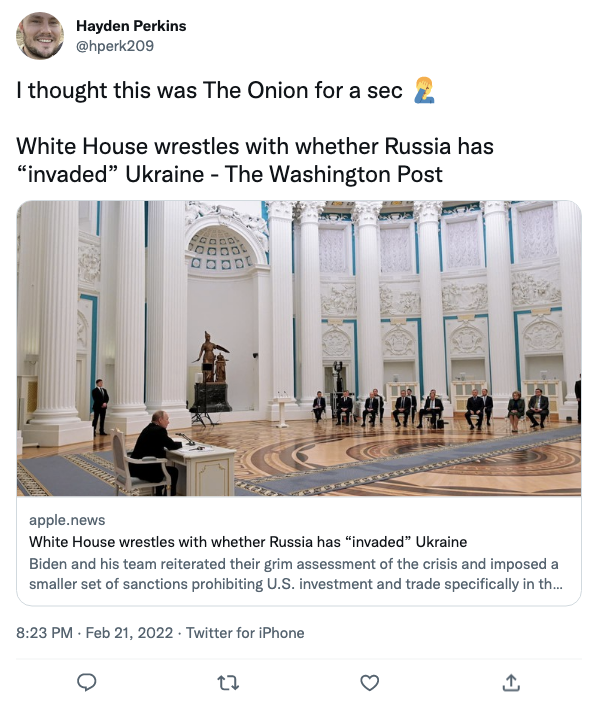 Hayden Perkins
@hperk209
I thought this was The Onion for a sec 🤦‍♂️
White House wrestles with whether Russia has
“invaded” Ukraine - The Washington Post
apple.news
White House wrestles with whether Russia has “invaded” Ukraine
Biden and his team reiterated their grim assessment of the crisis and imposed a
smaller set of sanctions prohibiting U.S. investment and trade specifically in th...
8:23 PM · Feb 21, 2022 · Twitter for iPhone